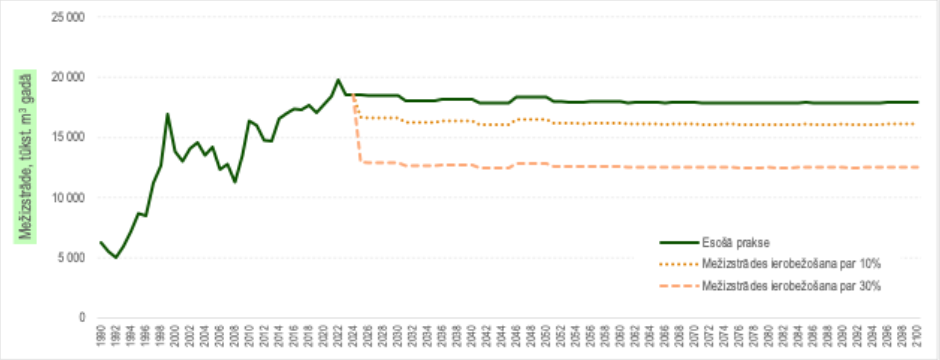 25 000
20 000
15 000
10 000
5 000
0
Mežizstrāde, tūkst. m³ gadā
Esošā prakse
Mežizstrādes ierobežošana par 10%
Mežizstrādes ierobežošana par 30%
1990 1992 1994 1996 1998 2000 2002 2004 2006 2008 2010 2012 2014 2016 2018 2020 2022 2024 2026 2028 2030 2032 2034 2036 2038 2040 2042 2044 2046 2048 2050 2052 2054 2056 2058 2060 2062 2064 2066 2068 2070 2072 2074 2076 2078 2080 2082 2084 2086 2088 2090 2092 2094 2096 2098 2100